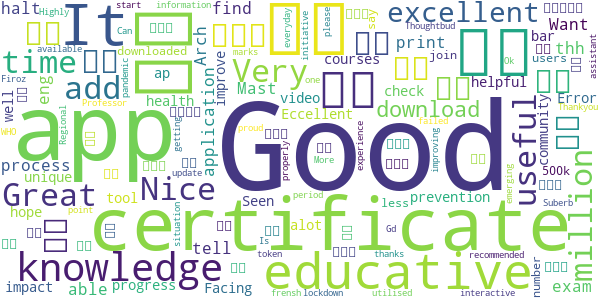 halt
It
time
add
thh
eng
ap
start
information
Highly
available
Can
downloaded
Arch
find
everyday
initiative
please
say
excellent
Thoughtbud
Want
print
bar
one
Ok
users
join
assistant
Very
improve
courses
application
Mast
marks
pandemic
Professor
Firoz
well
health
video
check
helpful
Error
Thankyou
Eccellent
download
community
WHO
Regional
app
Good
useful
failed
proud
500k
process
getting
properly
More
experience
improving
unique
Great
Nice
update
tool
Seen
less
prevention
emerging
Suberb
million
hope
point
certificate
situation
alot
period
Gd
tell
Is
thanks
recommended
number
exam
knowledge
educative
impact
able
progress
Facing
token
frensh
lockdown
utilised
interactive